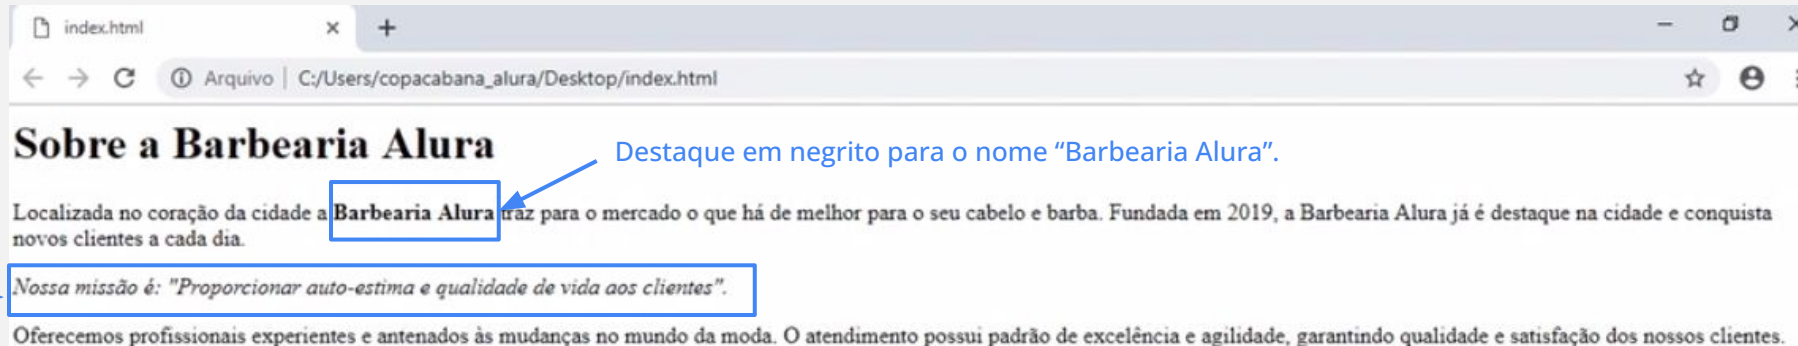 index.html
Arquivo | C:/Users/copacabana_alura/Desktop/index.html
Sobre a Barbearia Alura
Destaque em negrito para o nome “Barbearia Alura”.
Localizada no coração da cidade a Barbearia Alura traz para o mercado o que há de melhor para o seu cabelo e barba. Fundada em 2019, a Barbearia Alura já é destaque na cidade e conquista
novos clientes a cada dia.
Nossa missão é: "Proporcionar auto-estima e qualidade de vida aos clientes".
Oferecemos profissionais experientes e antenados às mudanças no mundo da moda. O atendimento possui padrão de excelência e agilidade, garantindo qualidade e satisfação dos nossos clientes.